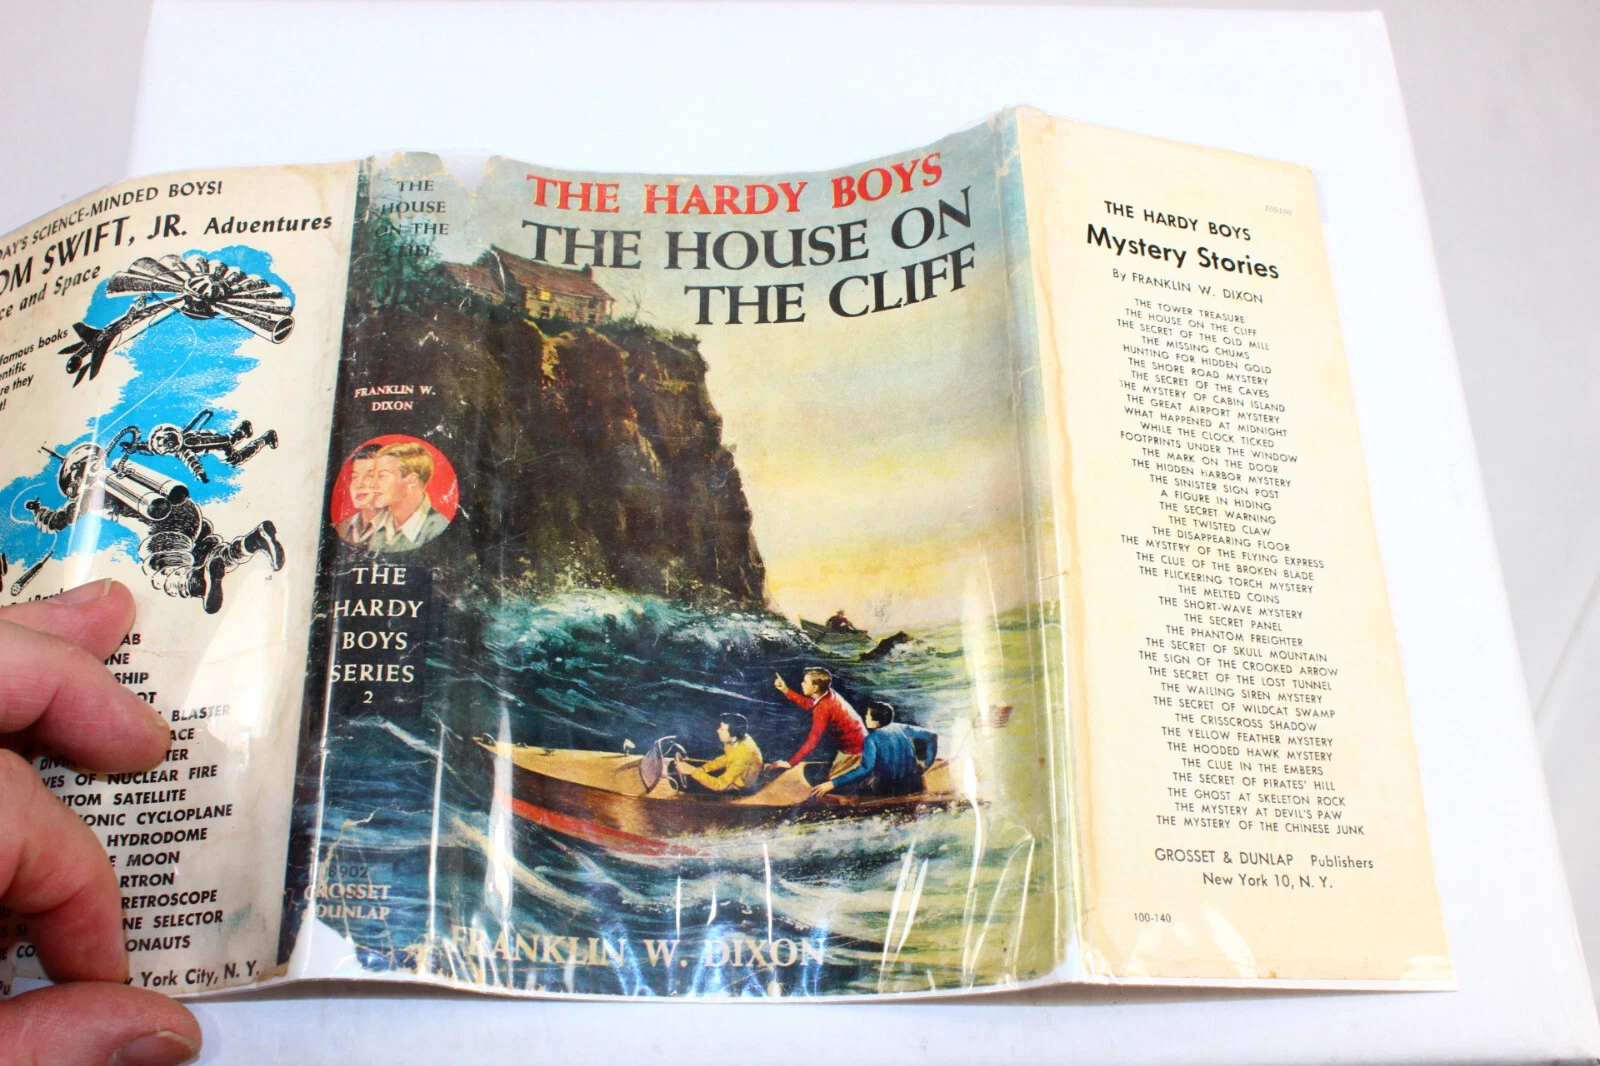 DAY'S SCIENCE-MINDED BOYS!
OM SWIFT, JR. Adventures
ce and Space
famous books
entific
re they
t!
AB
INE
SHIP
OT
BLASTER
ACE
TER
VES OF NUCLEAR FIRE
NTOM SATELLITE
ONIC CYCLOPLANE
HYDRODOME
E MOON
RTRON
RETROSCOPE
NE SELECTOR
ONAUTS
York City, N. Y.
THE
HOUSE
ON THE
CLIFF
FRANKLIN W.
DIXON
THE
HARDY
BOYS
SERIES
2
8902
GROSSET
DUNLAP
THE HARDY BOYS
THE HOUSE ON
THE CLIFF
FRANKLIN W. DIXON
THE HARDY BOYS
Mystery Stories
By FRANKLIN W. DIXON
THE TOWER TREASURE
THE HOUSE ON THE CLIFF
THE SECRET OF THE OLD MILL
THE MISSING CHUMS
HUNTING FOR HIDDEN GOLD
THE SHORE ROAD MYSTERY
THE SECRET OF THE CAVES
THE MYSTERY OF CABIN ISLAND
THE GREAT AIRPORT MYSTERY
WHAT HAPPENED AT MIDNIGHT
WHILE THE CLOCK TICKED
FOOTPRINTS UNDER THE WINDOW
THE MARK ON THE DOOR
THE HIDDEN HARBOR MYSTERY
THE SINISTER SIGN POST
A FIGURE IN HIDING
THE SECRET WARNING
THE TWISTED CLAW
THE DISAPPEARING FLOOR
THE MYSTERY OF THE FLYING EXPRESS
THE CLUE OF THE BROKEN BLADE
THE FLICKERING TORCH MYSTERY
THE MELTED COINS
THE SHORT-WAVE MYSTERY
THE SECRET PANEL
THE PHANTOM FREIGHTER
THE SECRET OF SKULL MOUNTAIN
THE SIGN OF THE CROOKED ARROW
THE SECRET OF THE LOST TUNNEL
THE WAILING SIREN MYSTERY
THE SECRET OF WILDCAT SWAMP
THE CRISSCROSS SHADOW
THE YELLOW FEATHER MYSTERY
THE HOODED HAWK MYSTERY
THE CLUE IN THE EMBERS
THE SECRET OF PIRATES' HILL
THE GHOST AT SKELETON ROCK
THE MYSTERY AT DEVIL'S PAW
THE MYSTERY OF THE CHINESE JUNK
GROSSET & DUNLAP Publishers
New York 10, N. Y.
100-140